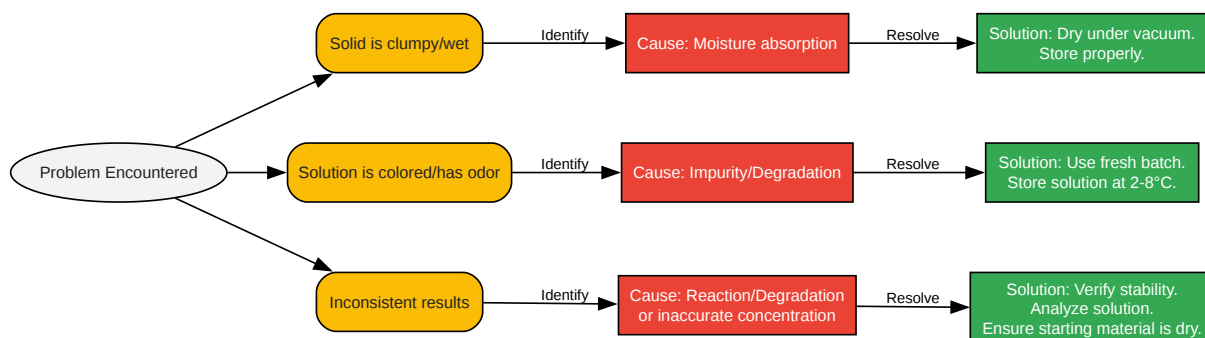 Solid is clumpy/wet
Identify
Cause: Moisture absorption
Resolve
Solution: Dry under vacuum.
Store properly.
Problem Encountered
Solution is colored/has odor
Identify
Cause: Impurity/Degradation
Resolve
Solution: Use fresh batch.
Store solution at 2-8°C.
Inconsistent results
Identify
Cause: Reaction/Degradation
or inaccurate concentration
Resolve
Solution: Verify stability.
Analyze solution.
Ensure starting material is dry.